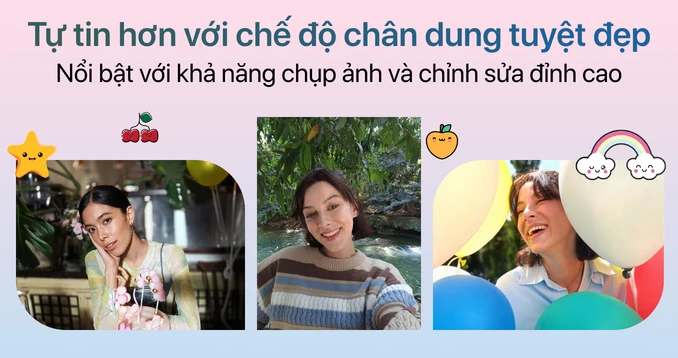 Tự tin hơn với chế độ chân dung tuyệt đẹp
Nổi bật với khả năng chụp ảnh và chỉnh sửa đỉnh cao